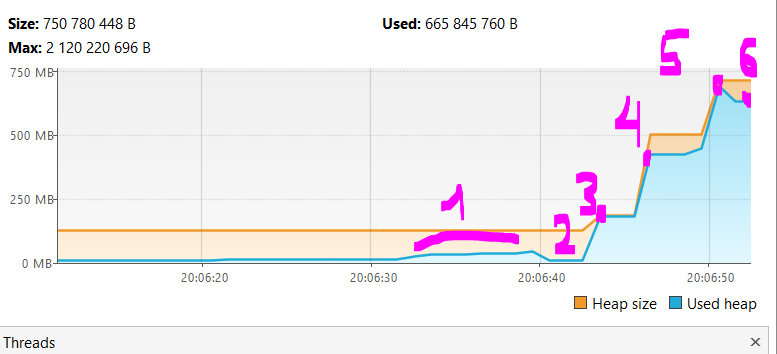 Size: 750 780 448 B Used: 665 845 760 B
Max: 2 120 220 696 B
750 MB
500 MB
250 MB
0 MB
1
2
3
4
5
6
20:06:20 20:06:30 20:06:40 20:06:50
Heap size Used heap
Threads ×